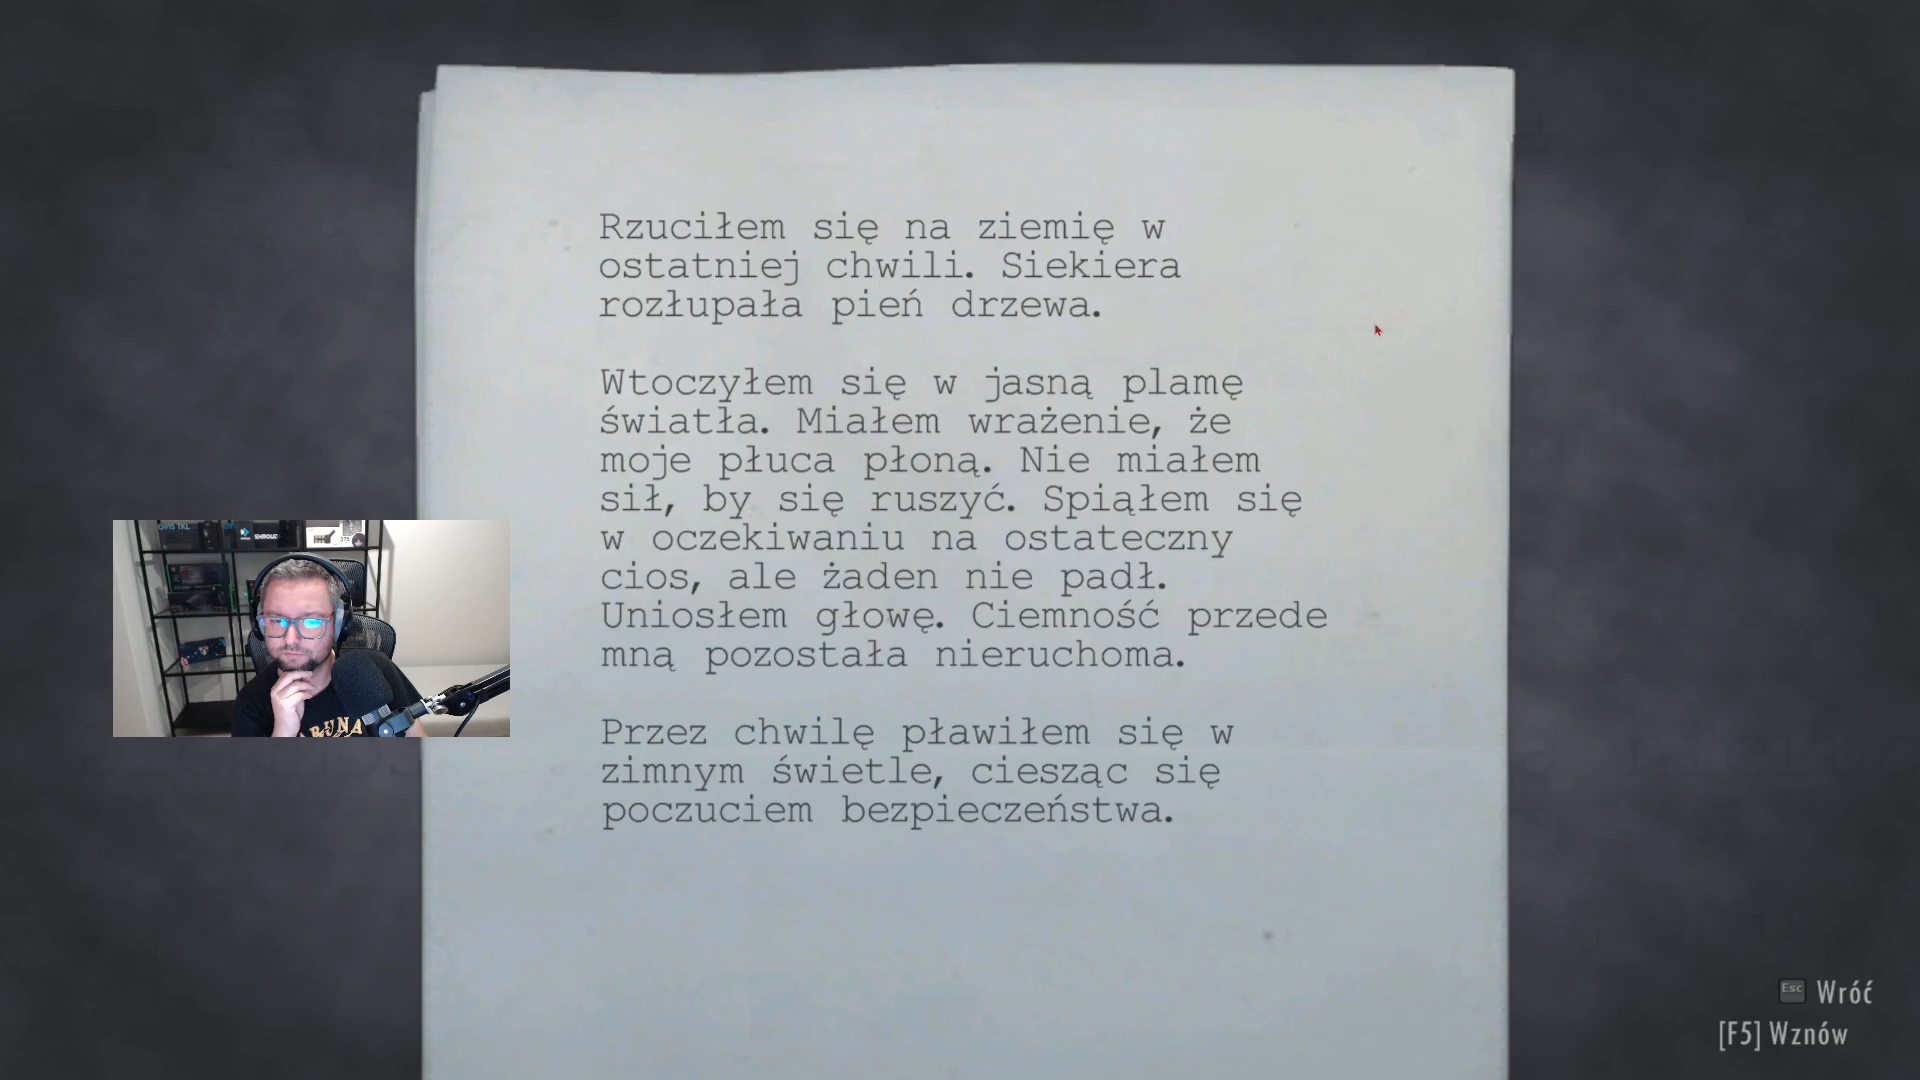 Rzuciłem się na ziemię w
ostatniej chwili. Siekiera
rozłupała pień drzewa.
Wtoczyłem się w jasną plamę
światła. Miałem wrażenie, że
moje płuca płoną. Nie miałem
sił, by się ruszyć. Spiąłem się
w oczekiwaniu na ostateczny
cios, ale żaden nie padł.
Uniosłem głowę. Ciemność przede
mną pozostała nieruchoma.
Przez chwilę pławiłem się w
zimnym świetle, ciesząc się
poczuciem bezpieczeństwa.
G915 TKL
SHROUD
Esc Wróć
[F5] Wznów